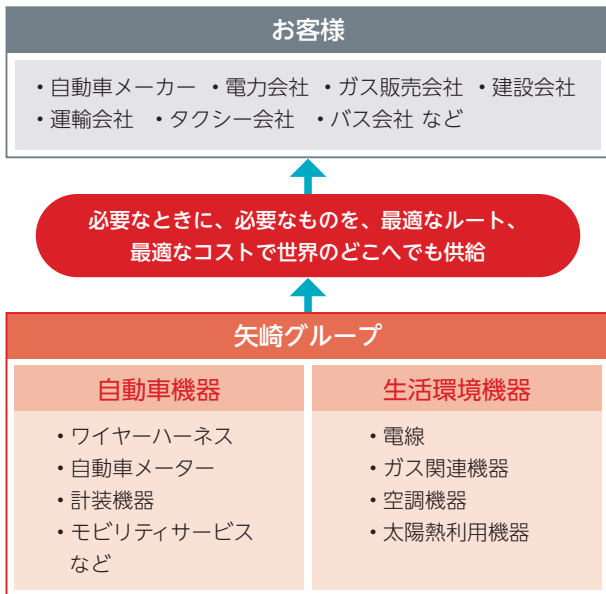 お客様
・自動車メーカー ・電力会社 ・ガス販売会社 ・建設会社
・運輸会社 ・タクシー会社 ・バス会社 など
必要なときに、必要なものを、最適なルート、
最適なコストで世界のどこへでも供給
矢崎グループ
自動車機器
・ワイヤーハーネス
・自動車メーター
・計装機器
・モビリティサービス
など
生活環境機器
・電線
・ガス関連機器
・空調機器
・太陽熱利用機器